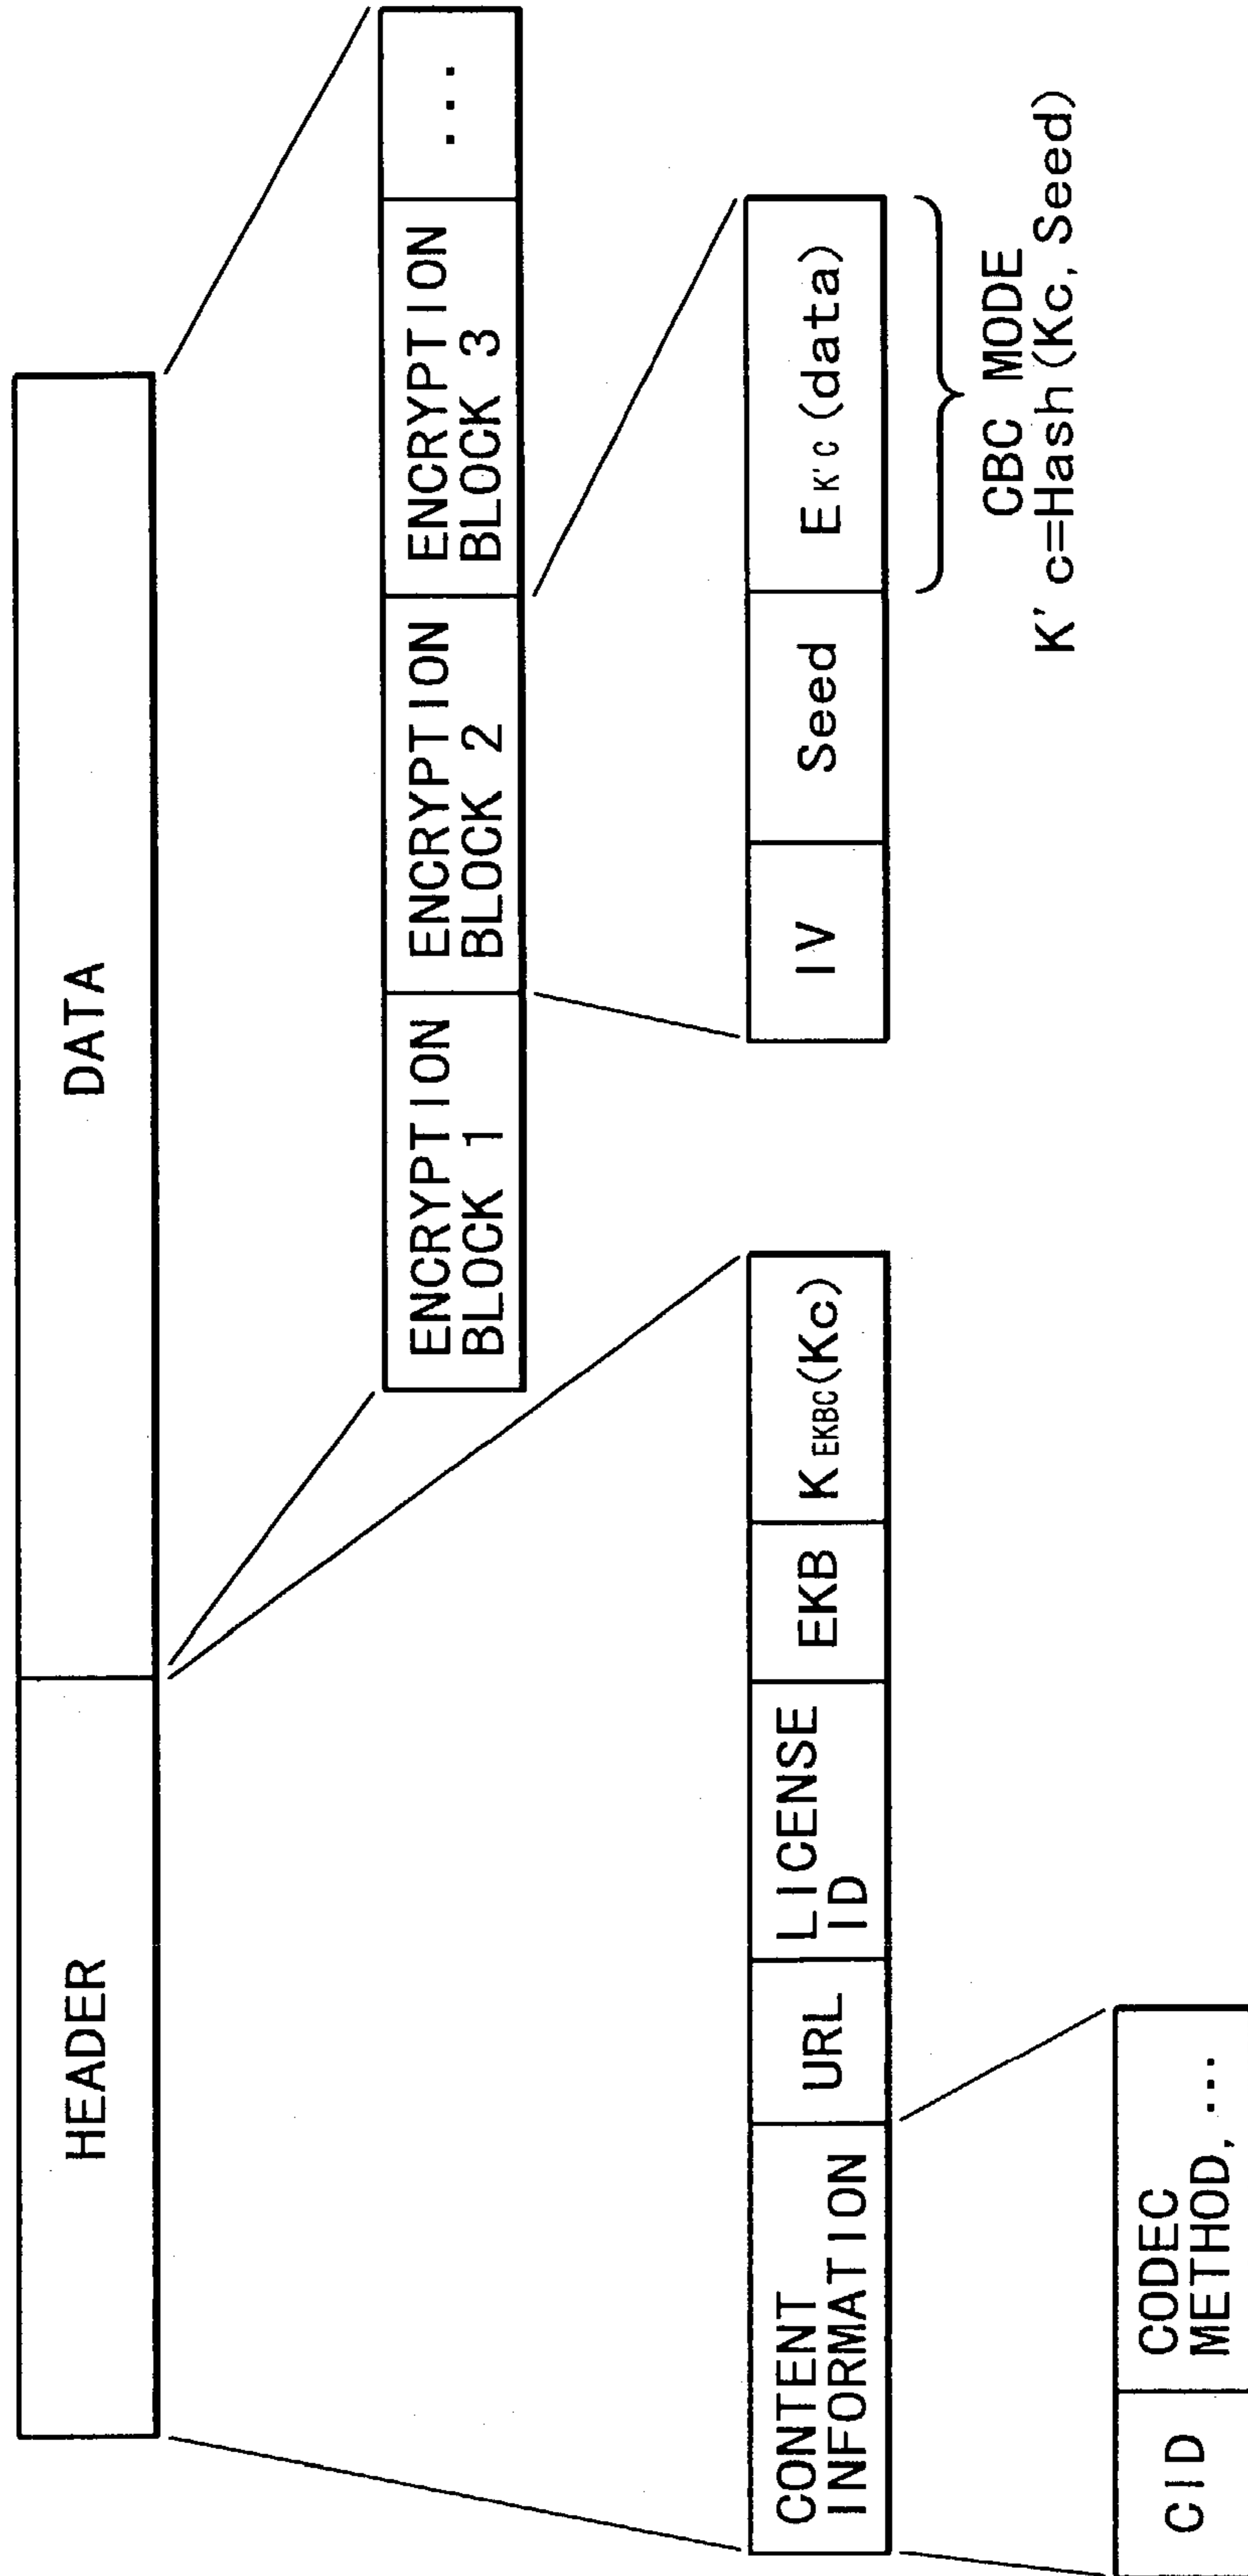 HEADER
DATA
ENCRYPTION
BLOCK 1
ENCRYPTION
BLOCK 2
ENCRYPTION
BLOCK 3
...
CONTENT
INFORMATION
URL
LICENSE
ID
EKB
KEKBC(Kc)
IV
Seed
EK'c(data)
CBC MODE
K'c=Hash(Kc, Seed)
CID
CODEC
METHOD, ...